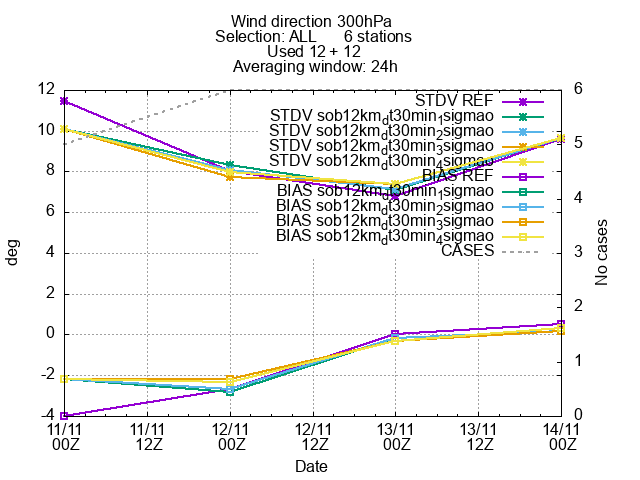 Wind direction 300hPa
Selection: ALL 6 stations
Used 12 + 12
Averaging window: 24h
12
10
8
6
4
2
0
-2
-4
deg
6
5
4
3
2
1
0
No cases
STDV REF
STDV sob12km_dt30min_1sigmao
STDV sob12km_dt30min_2sigmao
STDV sob12km_dt30min_3sigmao
STDV sob12km_dt30min_4sigmao
BIAS REF
BIAS sob12km_dt30min_1sigmao
BIAS sob12km_dt30min_2sigmao
BIAS sob12km_dt30min_3sigmao
BIAS sob12km_dt30min_4sigmao
CASES
11/11 11/11 12/11 12/11 13/11 13/11 14/11
00Z 12Z 00Z 12Z 00Z 12Z 00Z
Date